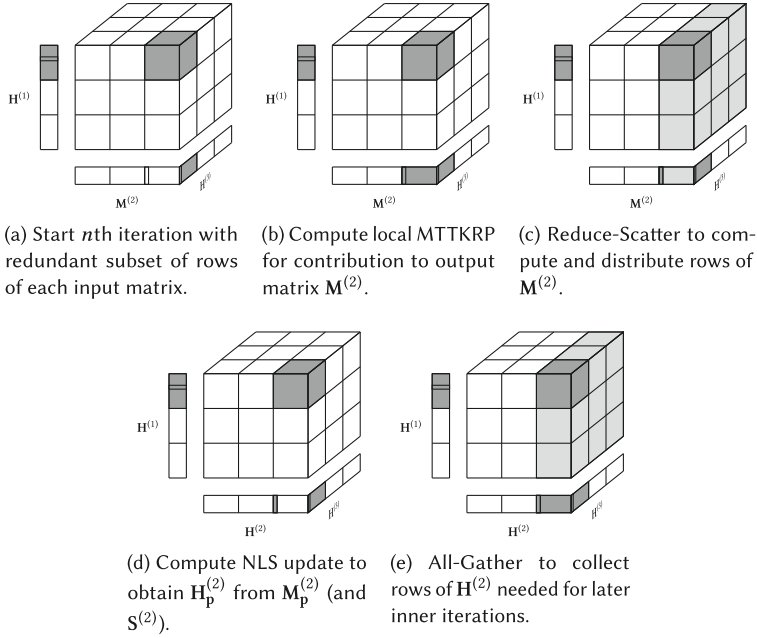 H(1)
H(3)
M(2)
(a) Start nth iteration with
redundant subset of rows
of each input matrix.
H(1)
H(3)
M(2)
(b) Compute local MTTKRP
for contribution to output
matrix M(2).
H(1)
H(3)
M(2)
(c) Reduce-Scatter to com-
pute and distribute rows of
M(2).
H(1)
H(3)
H(2)
(d) Compute NLS update to
obtain Hp(2) from Mp(2) (and
S(2)).
H(1)
H(3)
H(2)
(e) All-Gather to collect
rows of H(2) needed for later
inner iterations.